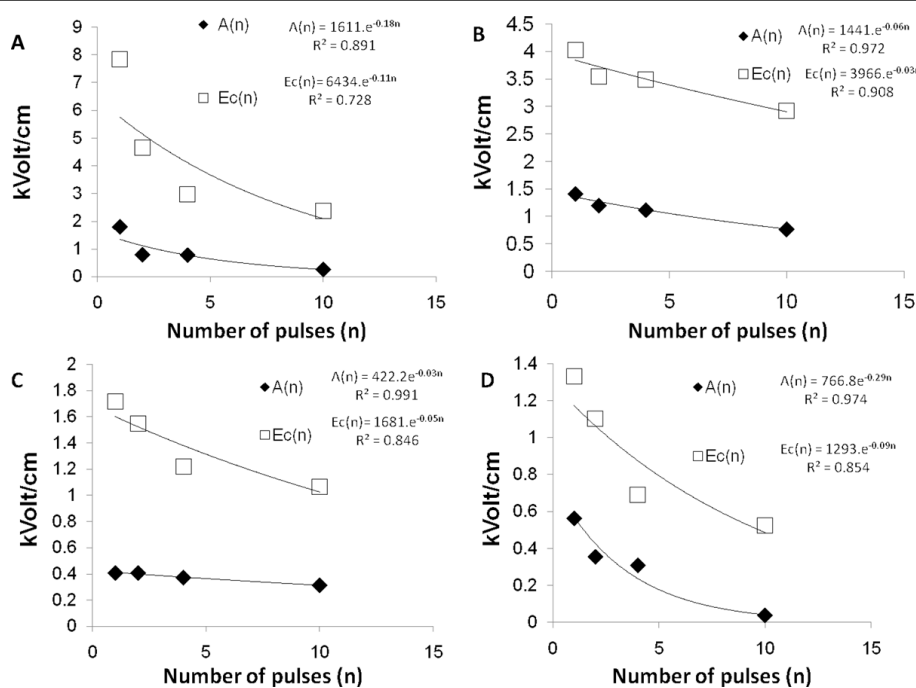 A
A(n)
A(n) = 1611.e^-0.18n
R² = 0.891
Ec(n)
Ec(n) = 6434.e^-0.11n
R² = 0.728
kVolt/cm
9
8
7
6
5
4
3
2
1
0
0 5 10 15
Number of pulses (n)
B
A(n)
A(n) = 1441.e^-0.06n
R² = 0.972
Ec(n)
Ec(n) = 3966.e^-0.03n
R² = 0.908
kVolt/cm
4.5
4
3.5
3
2.5
2
1.5
1
0.5
0
0 5 10 15
Number of pulses (n)
C
A(n)
A(n) = 422.2e^-0.03n
R² = 0.991
Ec(n)
Ec(n) = 1681.e^-0.05n
R² = 0.846
kVolt/cm
2
1.8
1.6
1.4
1.2
1
0.8
0.6
0.4
0.2
0
0 5 10 15
Number of pulses (n)
D
A(n)
A(n) = 766.8e^-0.29n
R² = 0.974
Ec(n)
Ec(n) = 1293.e^-0.09n
R² = 0.854
kVolt/cm
1.4
1.2
1
0.8
0.6
0.4
0.2
0
0 5 10 15
Number of pulses (n)